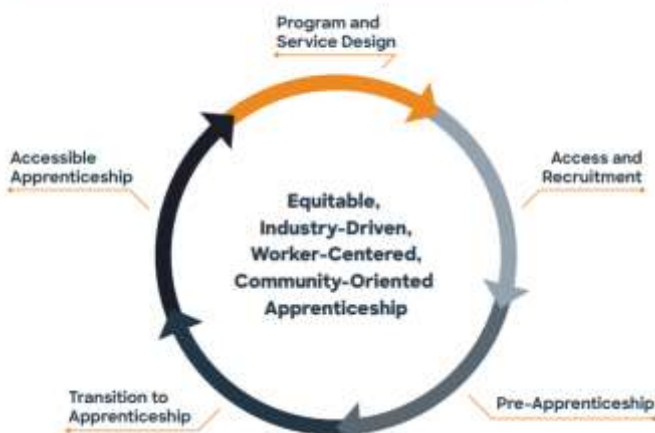 Program and
Service Design
Access and
Recruitment
Pre-Apprenticeship
Transition to
Apprenticeship
Accessible
Apprenticeship
Equitable,
Industry-Driven,
Worker-Centered,
Community-Oriented
Apprenticeship